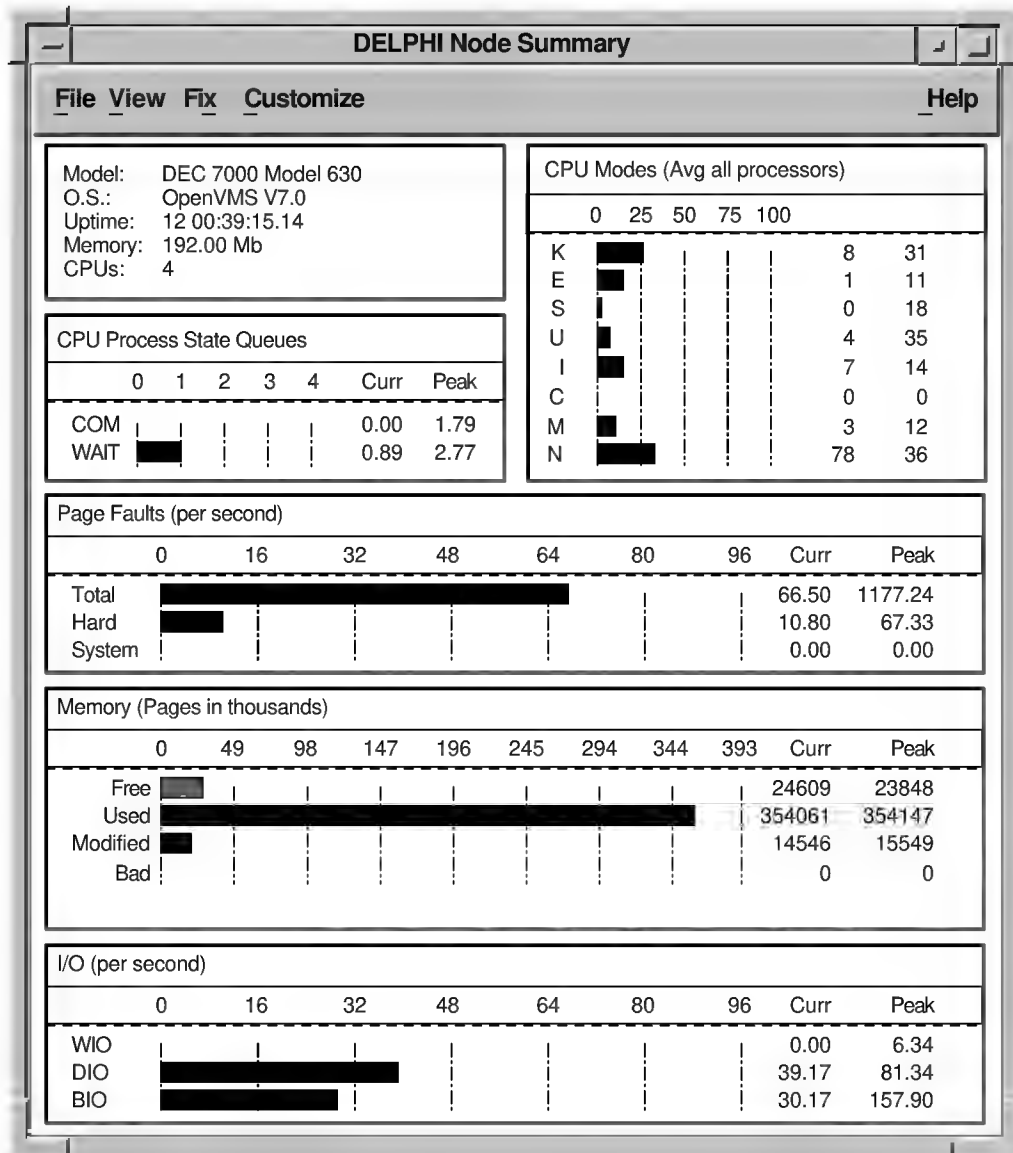 DELPHI Node Summary
File View Fix Customize Help
Model: DEC 7000 Model 630
O.S.: OpenVMS V7.0
Uptime: 12 00:39:15.14
Memory: 192.00 Mb
CPUs: 4
CPU Process State Queues
0 1 2 3 4 Curr Peak
COM 0.00 1.79
WAIT 0.89 2.77
CPU Modes (Avg all processors)
0 25 50 75 100
K 8 31
E 1 11
S 0 18
U 4 35
I 7 14
C 0 0
M 3 12
N 78 36
Page Faults (per second)
0 16 32 48 64 80 96 Curr Peak
Total 66.50 1177.24
Hard 10.80 67.33
System 0.00 0.00
Memory (Pages in thousands)
0 49 98 147 196 245 294 344 393 Curr Peak
Free 24609 23848
Used 354061 354147
Modified 14546 15549
Bad 0 0
I/O (per second)
0 16 32 48 64 80 96 Curr Peak
WIO 0.00 6.34
DIO 39.17 81.34
BIO 30.17 157.90